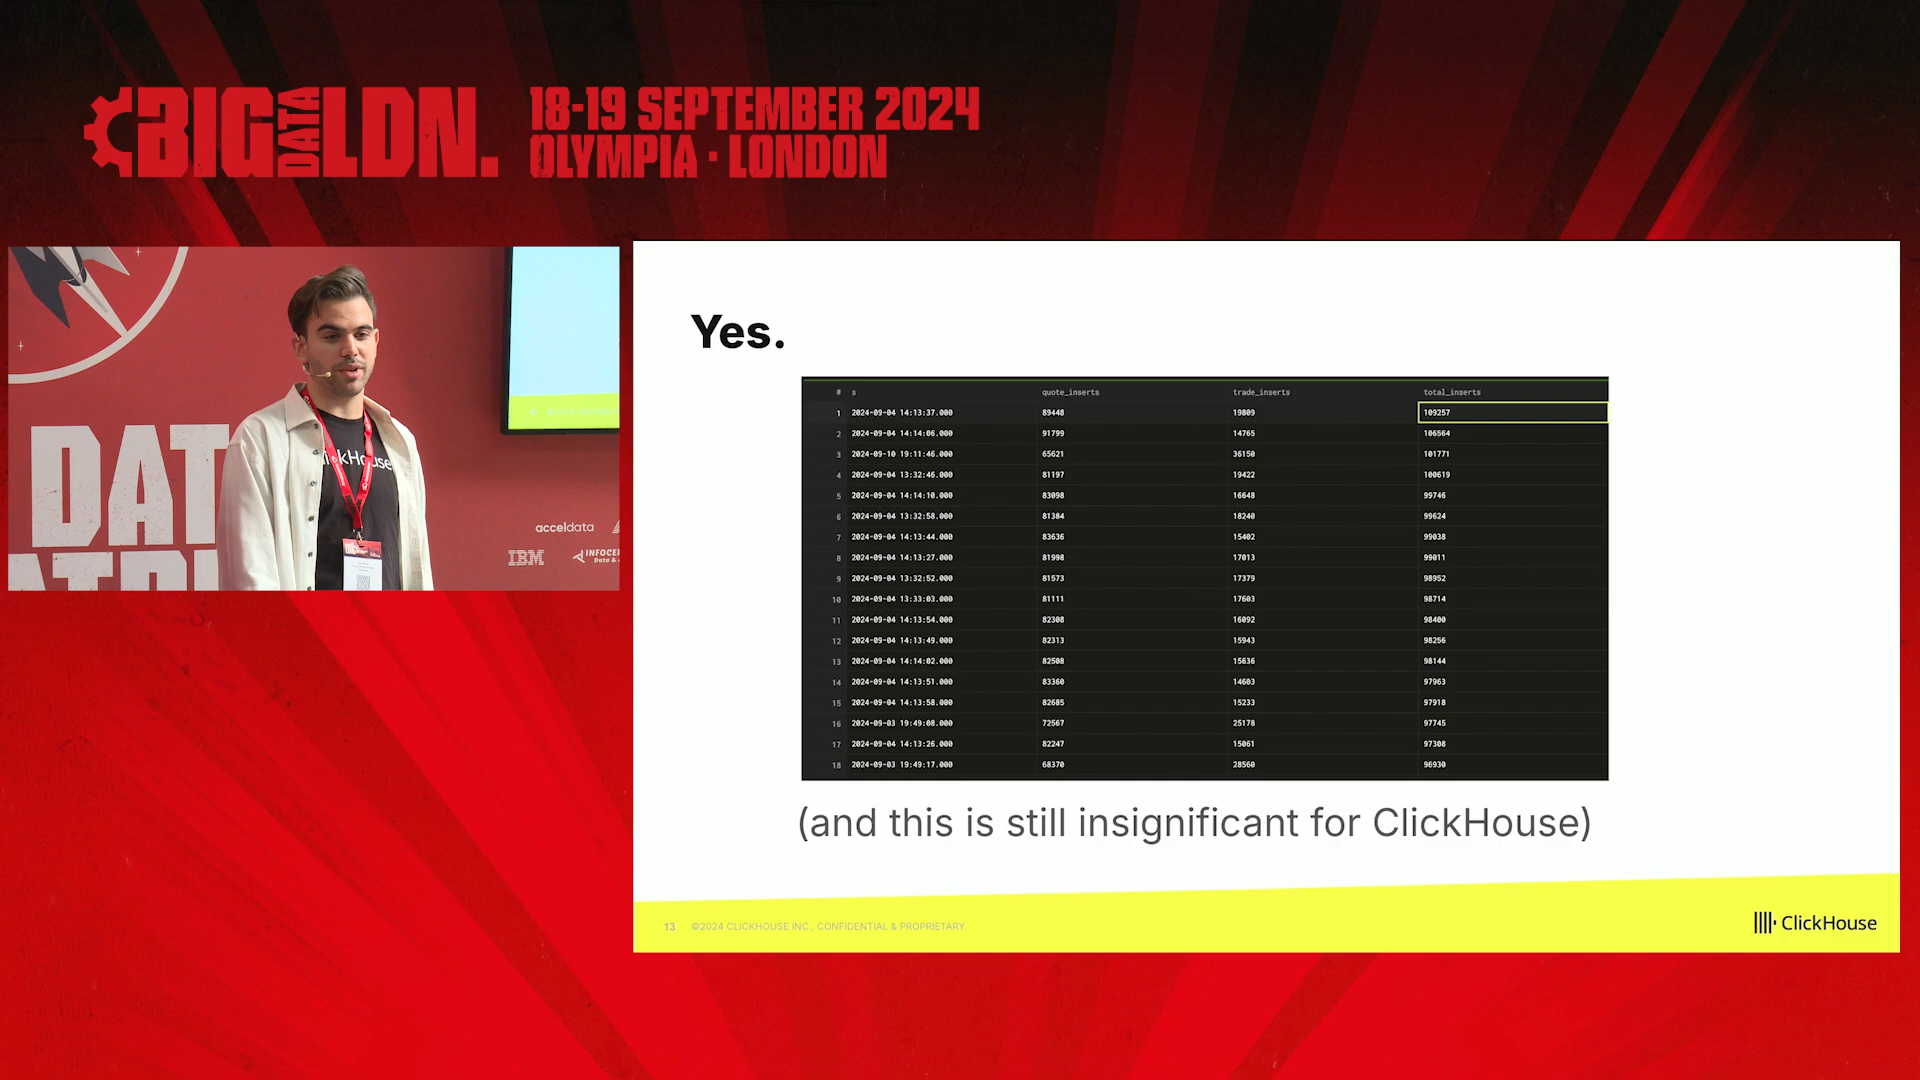 BIG DATA LDN.
18-19 SEPTEMBER 2024
OLYMPIA · LONDON
DAT
ickHouse
acceldata
IBM
Yes.
# s quote_inserts trade_inserts total_inserts
1 2024-09-04 14:13:37.000 89448 19809 109257
2 2024-09-04 14:14:06.000 91799 14765 106564
3 2024-09-10 19:11:46.000 65621 36150 101771
4 2024-09-04 13:32:46.000 81197 19422 100619
5 2024-09-04 14:14:10.000 83098 16648 99746
6 2024-09-04 13:32:58.000 81384 18240 99624
7 2024-09-04 14:13:44.000 83636 15402 99038
8 2024-09-04 14:13:27.000 81998 17013 99011
9 2024-09-04 13:32:52.000 81573 17379 98952
10 2024-09-04 13:33:03.000 81111 17603 98714
11 2024-09-04 14:13:54.000 82308 16092 98400
12 2024-09-04 14:13:49.000 82313 15943 98256
13 2024-09-04 14:14:02.000 82508 15636 98144
14 2024-09-04 14:13:51.000 83360 14603 97963
15 2024-09-04 14:13:58.000 82685 15233 97918
16 2024-09-03 19:49:08.000 72567 25178 97745
17 2024-09-04 14:13:26.000 82247 15061 97308
18 2024-09-03 19:49:17.000 68370 28560 96930
(and this is still insignificant for ClickHouse)
13 ©2024 CLICKHOUSE INC., CONFIDENTIAL & PROPRIETARY
ClickHouse